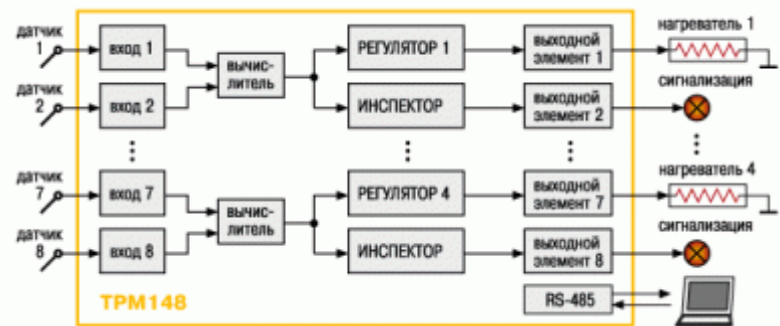 датчик
1
вход 1
вычис-
литель
РЕГУЛЯТОР 1
выходной
элемент 1
нагреватель 1
датчик
2
вход 2
ИНСПЕКТОР
выходной
элемент 2
сигнализация
датчик
7
вход 7
вычис-
литель
РЕГУЛЯТОР 4
выходной
элемент 7
нагреватель 4
датчик
8
вход 8
ИНСПЕКТОР
выходной
элемент 8
сигнализация
ТРМ148
RS-485